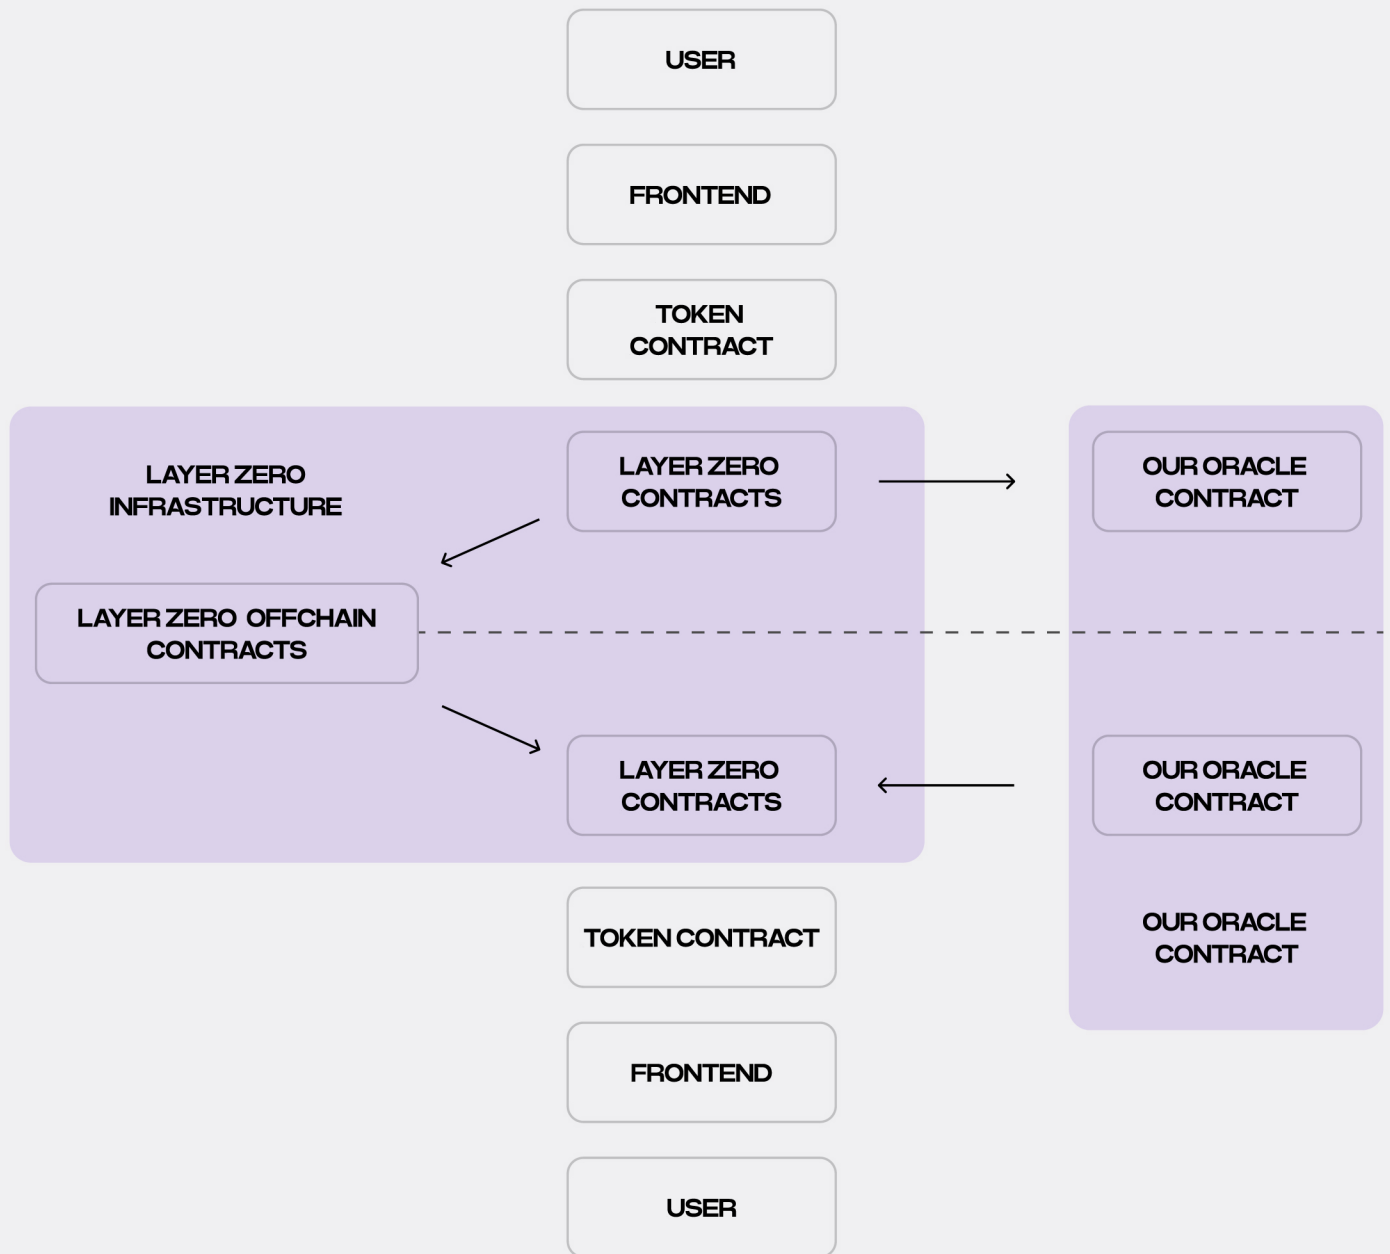 USER
FRONTEND
TOKEN
CONTRACT
LAYER ZERO
INFRASTRUCTURE
LAYER ZERO
CONTRACTS
OUR ORACLE
CONTRACT
LAYER ZERO OFFCHAIN
CONTRACTS
LAYER ZERO
CONTRACTS
OUR ORACLE
CONTRACT
TOKEN CONTRACT
OUR ORACLE
CONTRACT
FRONTEND
USER